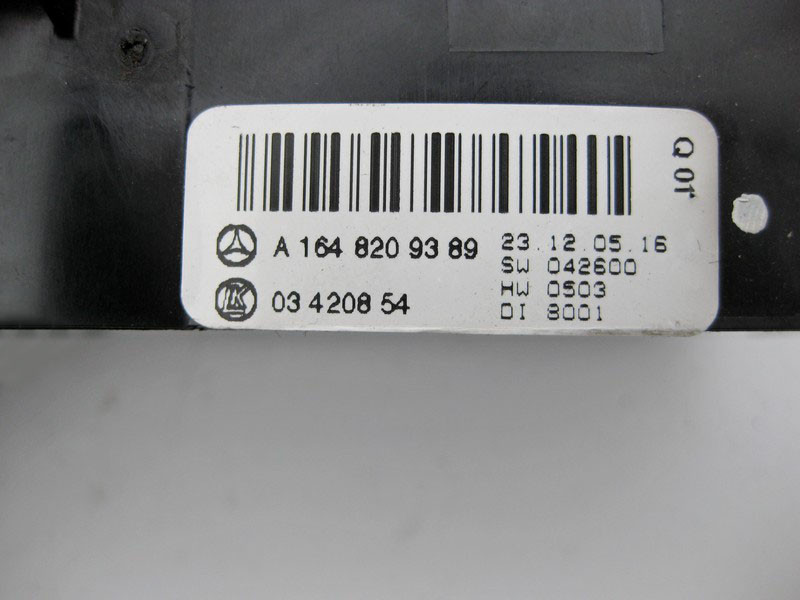 A 164 820 93 89
03 4208 54
23.12.05.16
SW 042600
HW 0503
DI 8001
Q 01